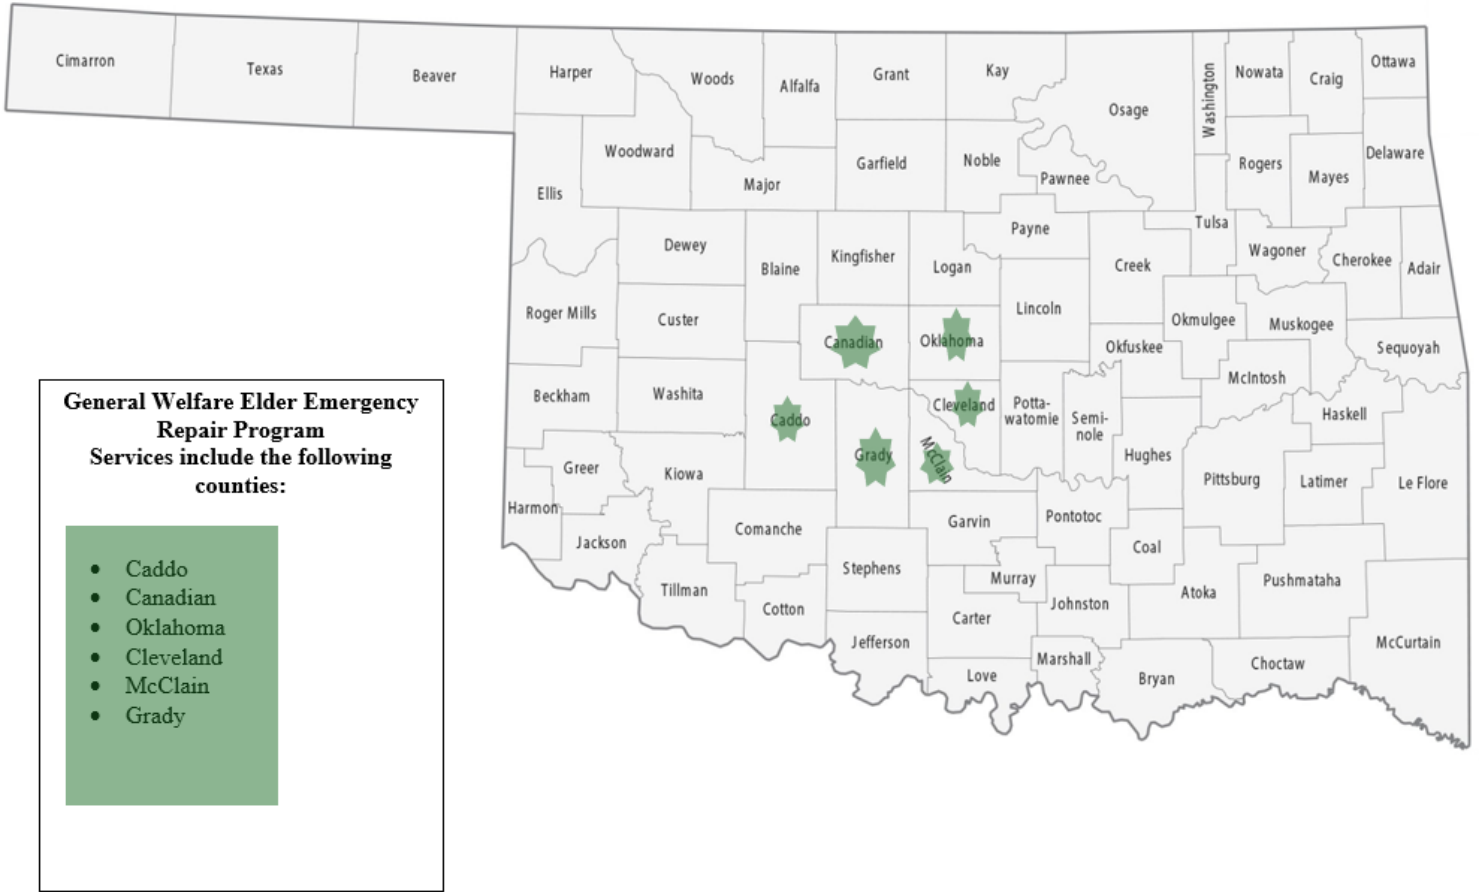 Cimarron
Texas
Beaver
Harper
Woods
Alfalfa
Grant
Kay
Osage
Washington
Nowata
Craig
Ottawa
Ellis
Woodward
Major
Garfield
Noble
Pawnee
Rogers
Mayes
Delaware
Dewey
Blaine
Kingfisher
Logan
Payne
Creek
Tulsa
Wagoner
Cherokee
Adair
Roger Mills
Custer
Canadian
Oklahoma
Lincoln
Okfuskee
Okmulgee
Muskogee
Sequoyah
Beckham
Washita
Caddo
Grady
Cleveland
McClain
Potta-
watomie
Semi-
nole
Hughes
McIntosh
Haskell
Pittsburg
Latimer
Le Flore
Harmon
Greer
Kiowa
Jackson
Comanche
Tillman
Cotton
Stephens
Jefferson
Garvin
Murray
Carter
Love
Pontotoc
Johnston
Marshall
Coal
Atoka
Bryan
Pushmataha
Choctaw
McCurtain
General Welfare Elder Emergency
Repair Program
Services include the following
counties:
• Caddo
• Canadian
• Oklahoma
• Cleveland
• McClain
• Grady